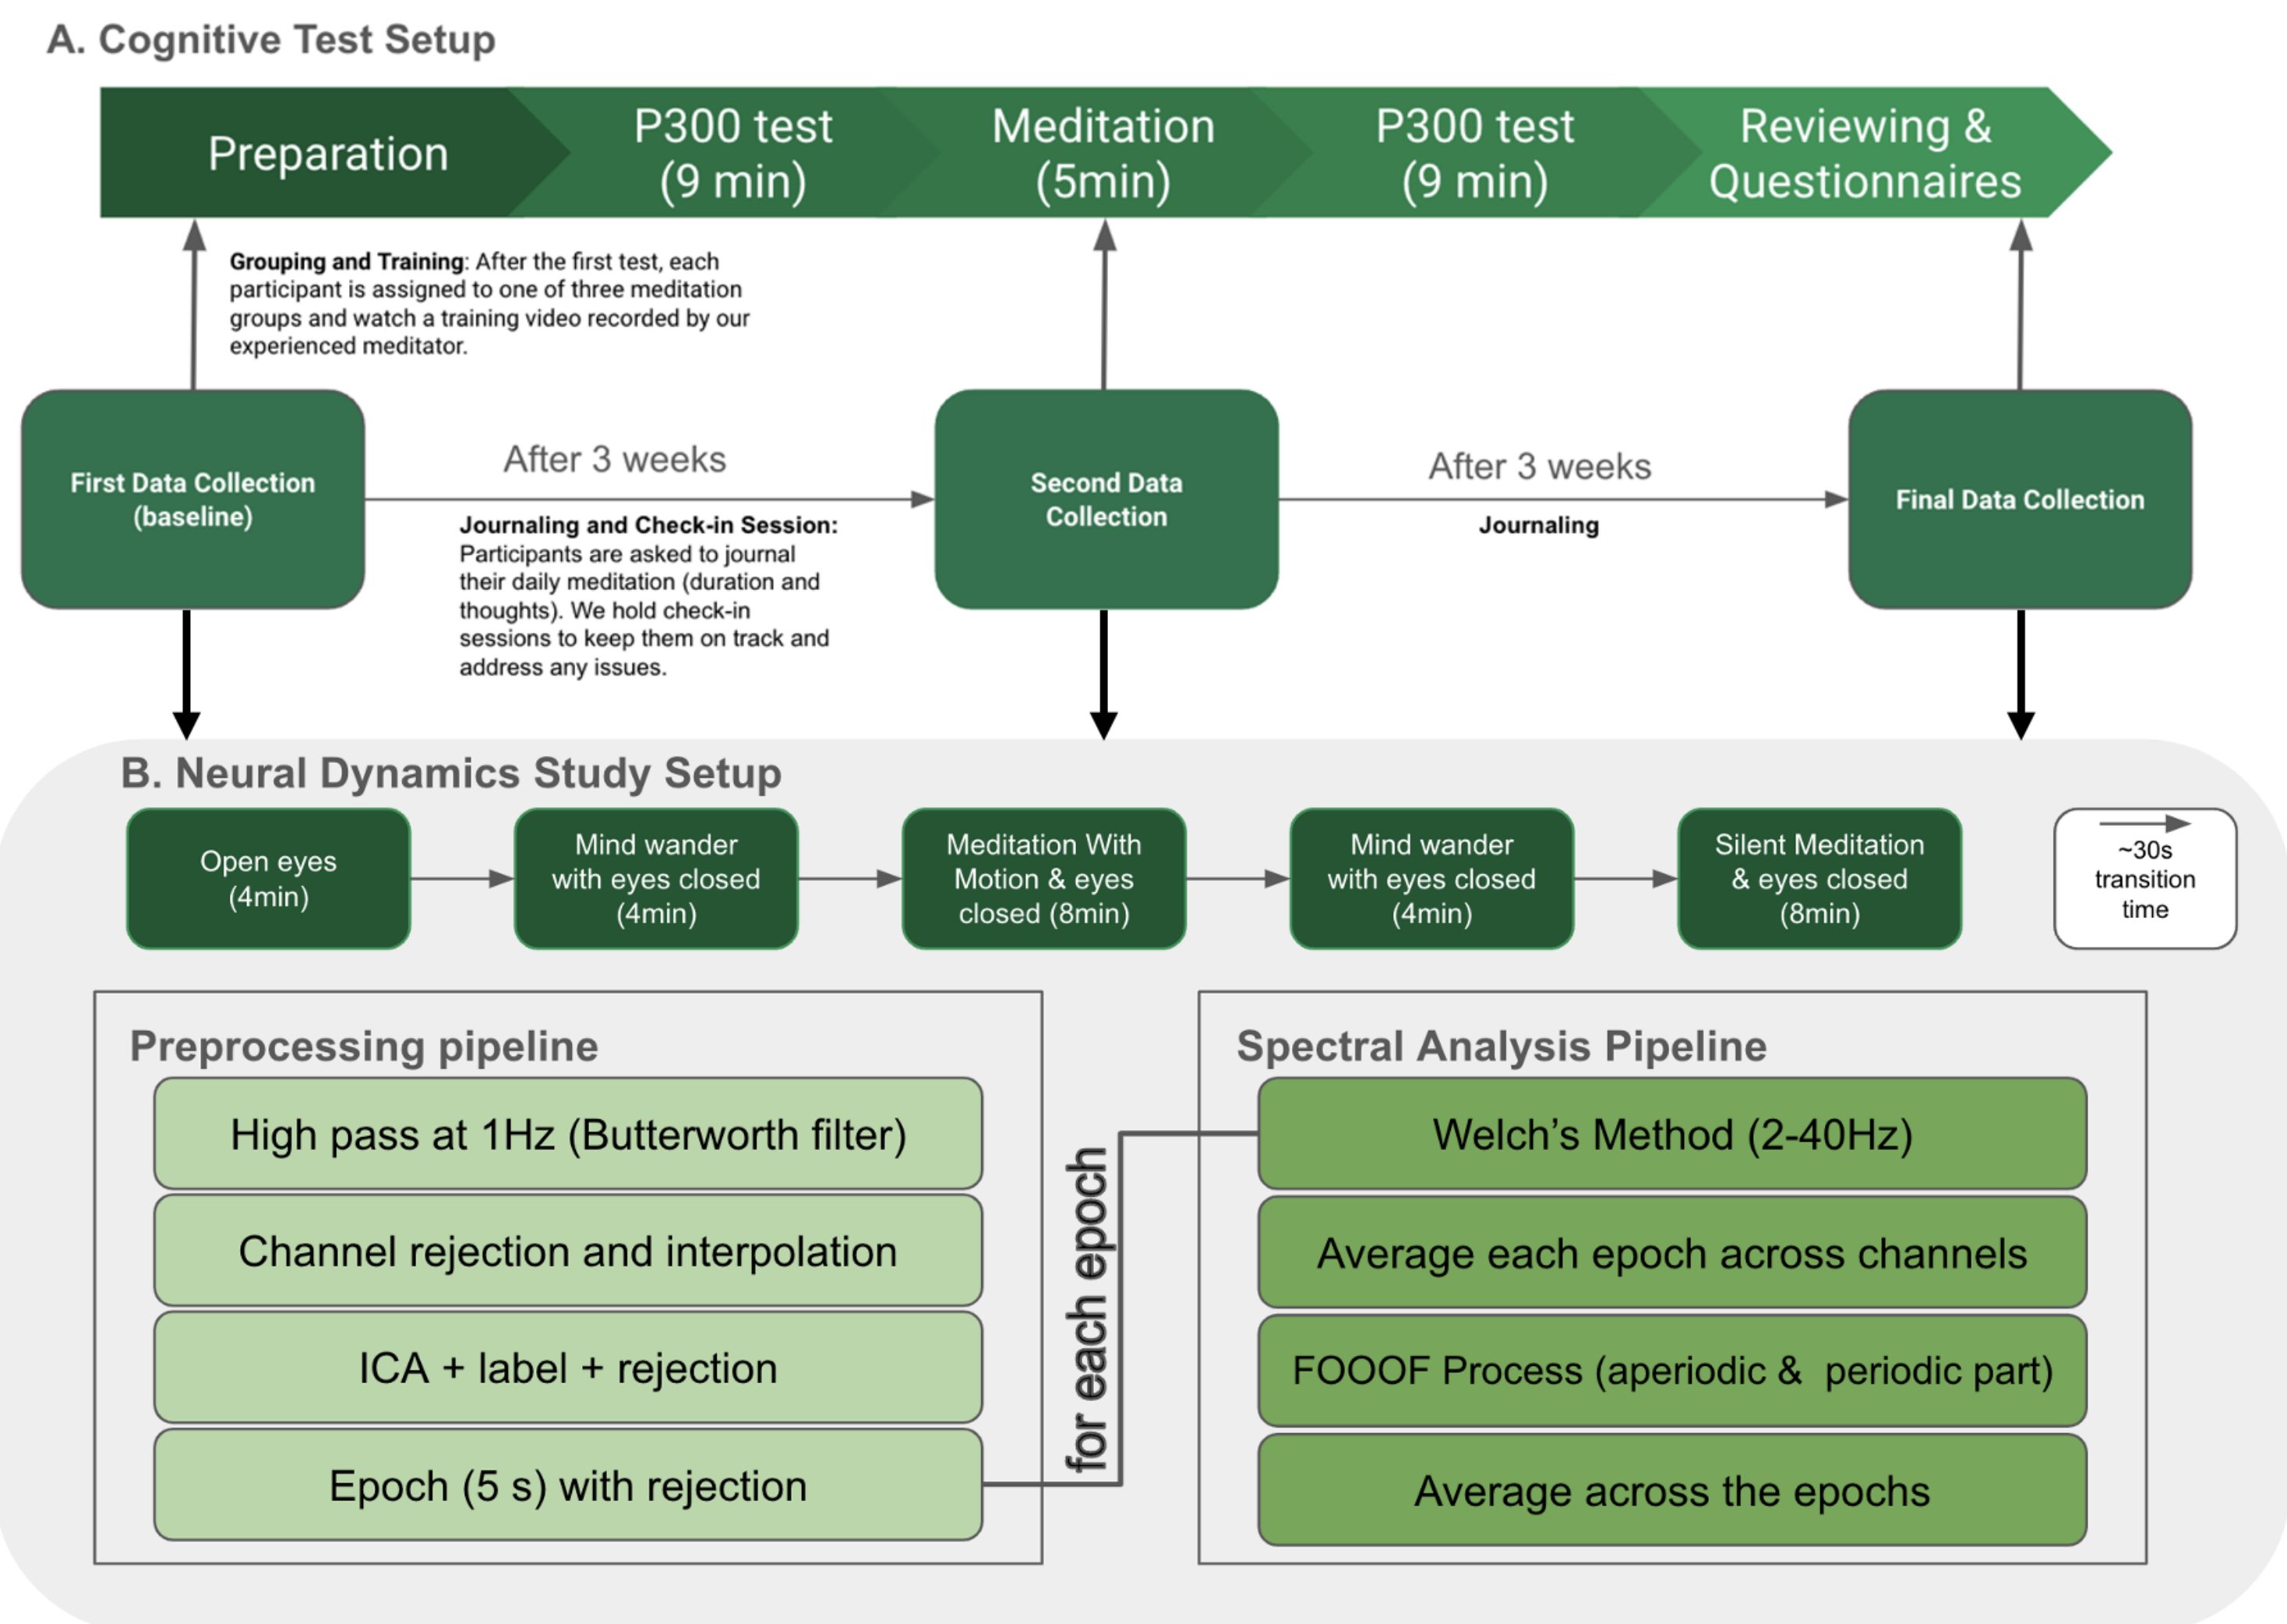 A. Cognitive Test Setup
Preparation
P300 test
(9 min)
Meditation
(5min)
P300 test
(9 min)
Reviewing &
Questionnaires
Grouping and Training: After the first test, each
participant is assigned to one of three meditation
groups and watch a training video recorded by our
experienced meditator.
First Data Collection
(baseline)
After 3 weeks
Journaling and Check-in Session:
Participants are asked to journal
their daily meditation (duration and
thoughts). We hold check-in
sessions to keep them on track and
address any issues.
Second Data
Collection
After 3 weeks
Journaling
Final Data Collection
B. Neural Dynamics Study Setup
Open eyes
(4min)
Mind wander
with eyes closed
(4min)
Meditation With
Motion & eyes
closed (8min)
Mind wander
with eyes closed
(4min)
Silent Meditation
& eyes closed
(8min)
~30s
transition
time
Preprocessing pipeline
High pass at 1Hz (Butterworth filter)
Channel rejection and interpolation
ICA + label + rejection
Epoch (5 s) with rejection
for each epoch
Spectral Analysis Pipeline
Welch’s Method (2-40Hz)
Average each epoch across channels
FOOOF Process (aperiodic & periodic part)
Average across the epochs